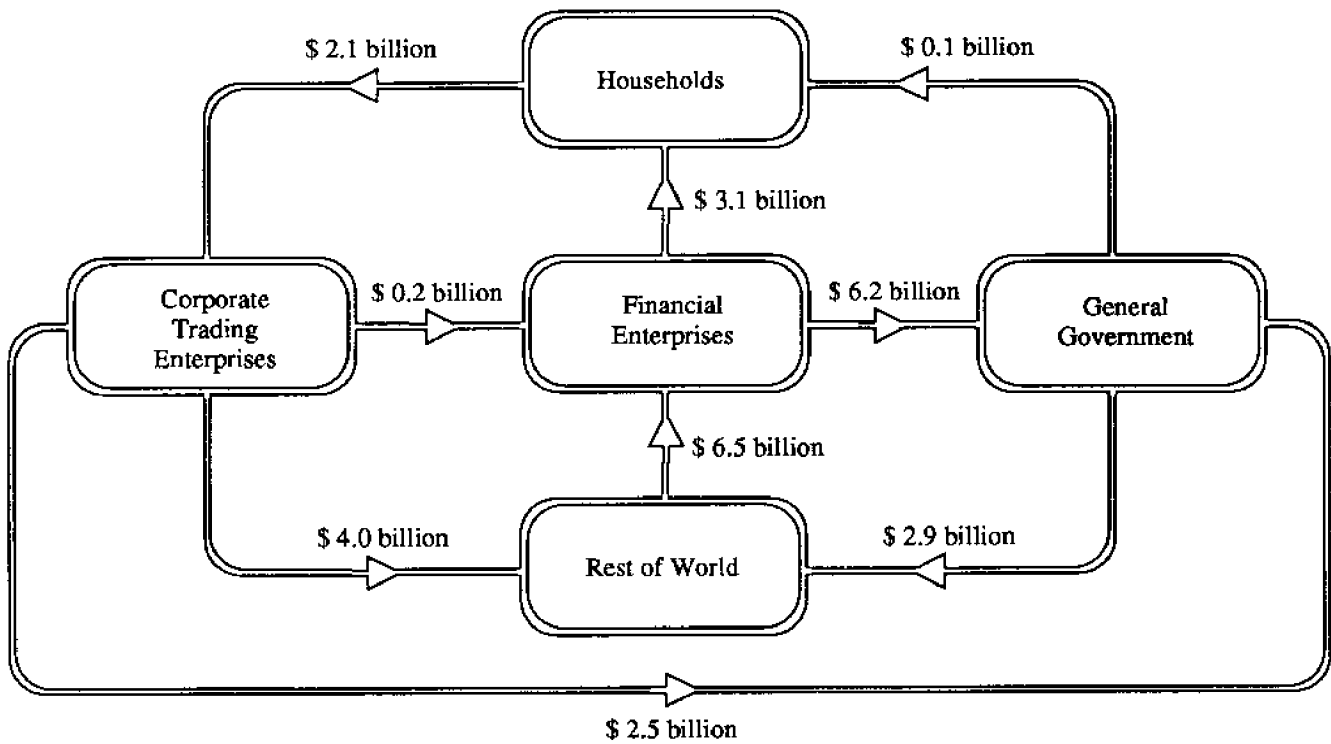 $ 2.1 billion
$ 0.1 billion
Households
$ 3.1 billion
Corporate
Trading
Enterprises
$ 0.2 billion
Financial
Enterprises
$ 6.2 billion
General
Government
$ 6.5 billion
$ 4.0 billion
Rest of World
$ 2.9 billion
$ 2.5 billion